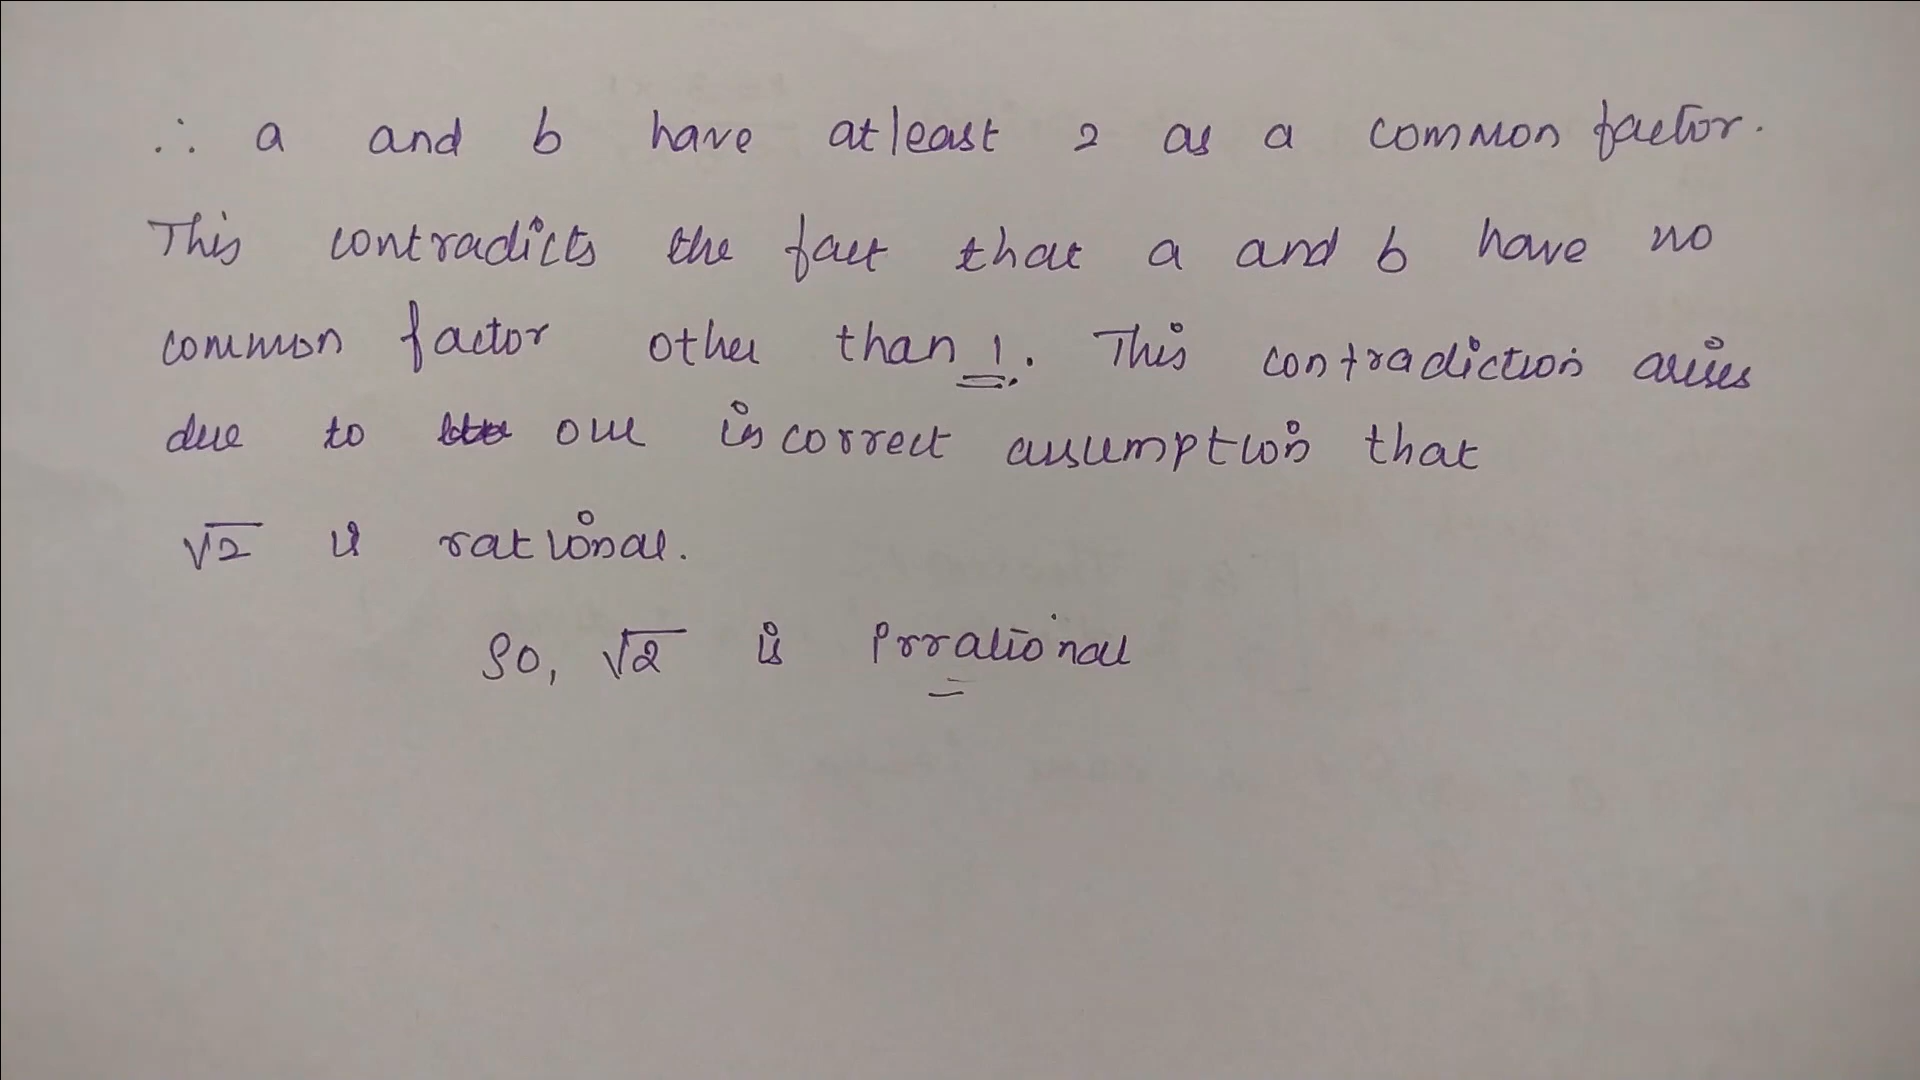 ∴ a and b have atleast 2 as a common factor.
This contradicts the fact that a and b have no
common factor other than 1. This contradiction arises
due to our incorrect assumption that
√2 is rational.
So, √2 is irrational